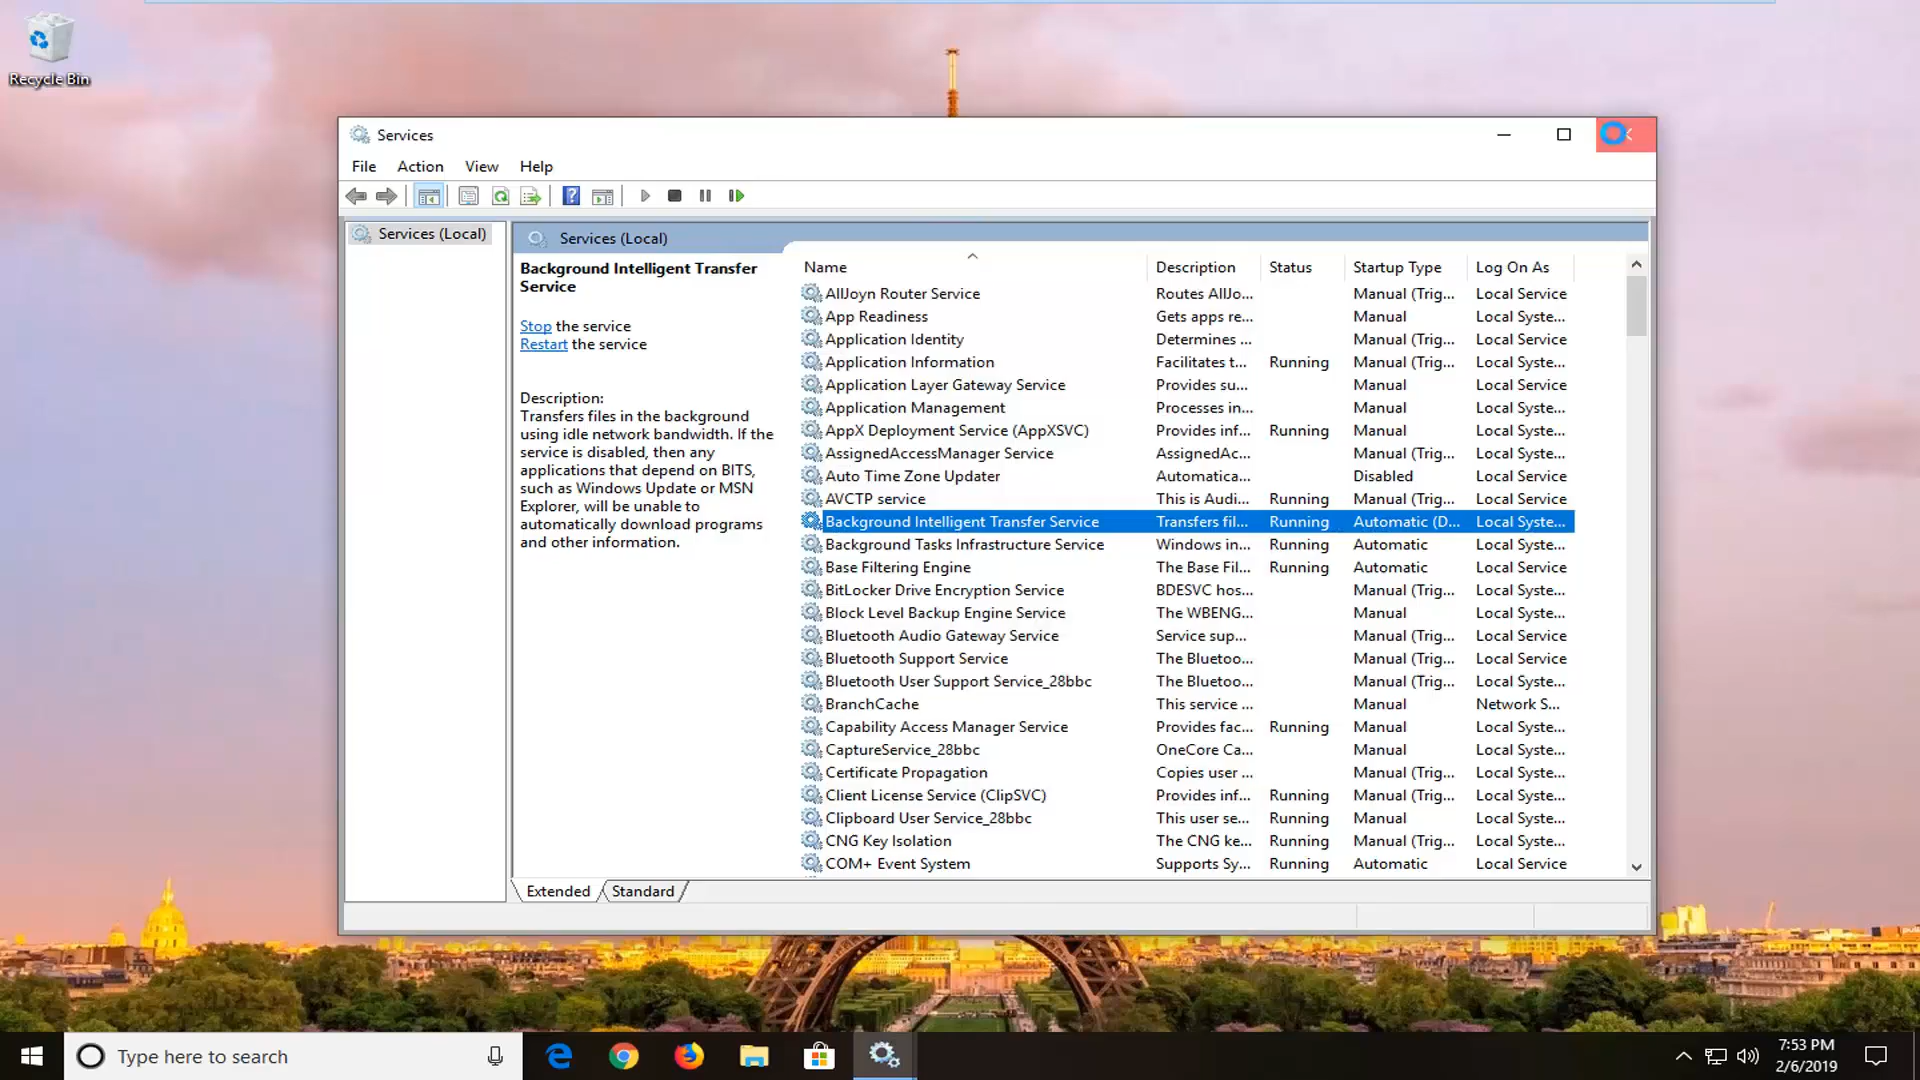 Recycle Bin
Services
File Action View Help
Services (Local)
Services (Local)
Background Intelligent Transfer
Service
Stop the service
Restart the service
Description:
Transfers files in the background
using idle network bandwidth. If the
service is disabled, then any
applications that depend on BITS,
such as Windows Update or MSN
Explorer, will be unable to
automatically download programs
and other information.
Name Description Status Startup Type Log On As
AllJoyn Router Service Routes AllJo... Manual (Trig... Local Service
App Readiness Gets apps re... Manual Local Syste...
Application Identity Determines ... Manual (Trig... Local Service
Application Information Facilitates t... Running Manual (Trig... Local Syste...
Application Layer Gateway Service Provides su... Manual Local Service
Application Management Processes in... Manual Local Syste...
AppX Deployment Service (AppXSVC) Provides inf... Running Manual Local Syste...
AssignedAccessManager Service AssignedAc... Manual (Trig... Local Syste...
Auto Time Zone Updater Automatica... Disabled Local Service
AVCTP service This is Audi... Running Manual (Trig... Local Service
Background Intelligent Transfer Service Transfers fil... Running Automatic (D... Local Syste...
Background Tasks Infrastructure Service Windows in... Running Automatic Local Syste...
Base Filtering Engine The Base Fil... Running Automatic Local Service
BitLocker Drive Encryption Service BDESVC hos... Manual (Trig... Local Syste...
Block Level Backup Engine Service The WBENG... Manual Local Syste...
Bluetooth Audio Gateway Service Service sup... Manual (Trig... Local Service
Bluetooth Support Service The Bluetoo... Manual (Trig... Local Service
Bluetooth User Support Service_28bbc The Bluetoo... Manual (Trig... Local Syste...
BranchCache This service ... Manual Network S...
Capability Access Manager Service Provides fac... Running Manual Local Syste...
CaptureService_28bbc OneCore Ca... Manual Local Syste...
Certificate Propagation Copies user ... Manual (Trig... Local Syste...
Client License Service (ClipSVC) Provides inf... Running Manual (Trig... Local Syste...
Clipboard User Service_28bbc This user se... Running Manual Local Syste...
CNG Key Isolation The CNG ke... Running Manual (Trig... Local Syste...
COM+ Event System Supports Sy... Running Automatic Local Service
Extended Standard
Type here to search
7:53 PM
2/6/2019